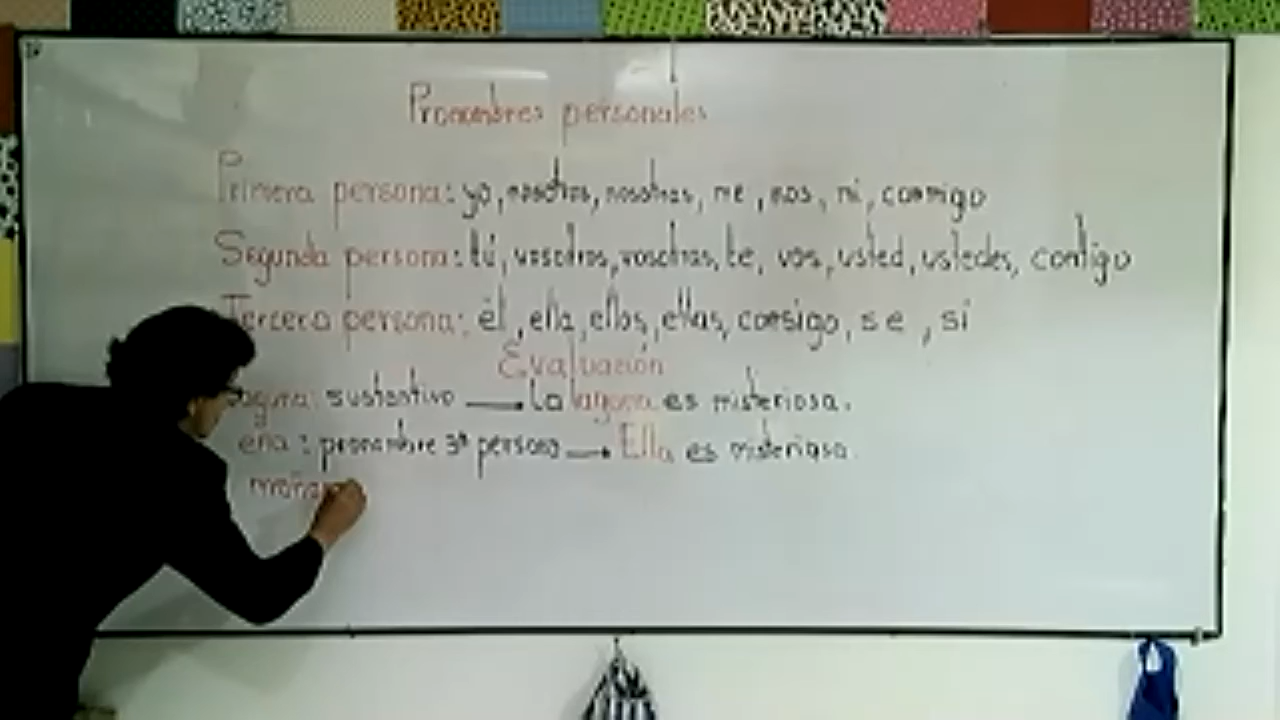 Pronombres personales
Primera persona: yo, nosotros, nosotras, me, nos, mi, conmigo
Segunda persona: tú, vosotros, vosotras, te, vos, usted, ustedes, contigo
Tercera persona: él, ella, ellos, ellas, consigo, se, sí
Evaluación
laguna: sustantivo → La laguna es misteriosa.
ella: pronombre 3ª persona → Ella es misteriosa.